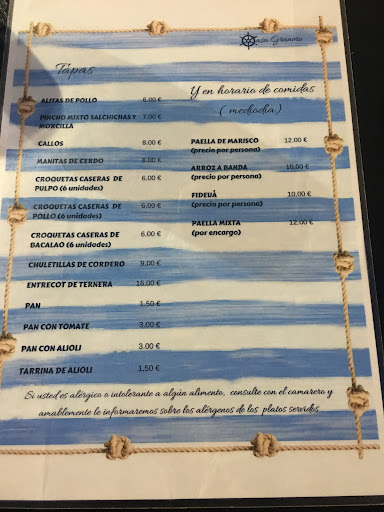 Casa Granma
Tapas
ALITAS DE POLLO 6.00 €
PINCHO MIXTO SALCHICHAS Y 7.00 €
MORCILLA
CALLOS 8.00 €
MANITAS DE CERDO 8.00 €
CROQUETAS CASERAS DE 6.00 €
PULPO (6 unidades)
CROQUETAS CASERAS DE 6.00 €
POLLO (6 unidades)
CROQUETAS CASERAS DE 6.00 €
BACALAO (6 unidades)
CHULETILLAS DE CORDERO 9.00 €
ENTRECOT DE TERNERA 18.00 €
PAN 1.50 €
PAN CON TOMATE 3.00 €
PAN CON ALIOLI 3.00 €
TARRINA DE ALIOLI 1,50 €
Y en horario de comidas
( mediodia)
PAELLA DE MARISCO 12.00 €
(precio por persona)
ARROZ A BANDA 10.00 €
(precio por persona)
FIDEUÁ 10.00 €
(precio por persona)
PAELLA MIXTA 12.00 €
(por encargo)
Si usted es alérgico o intolerante a algún alimento, consulte con el camarero y
amablemente le informaremos sobre los alérgenos de los platos servidos